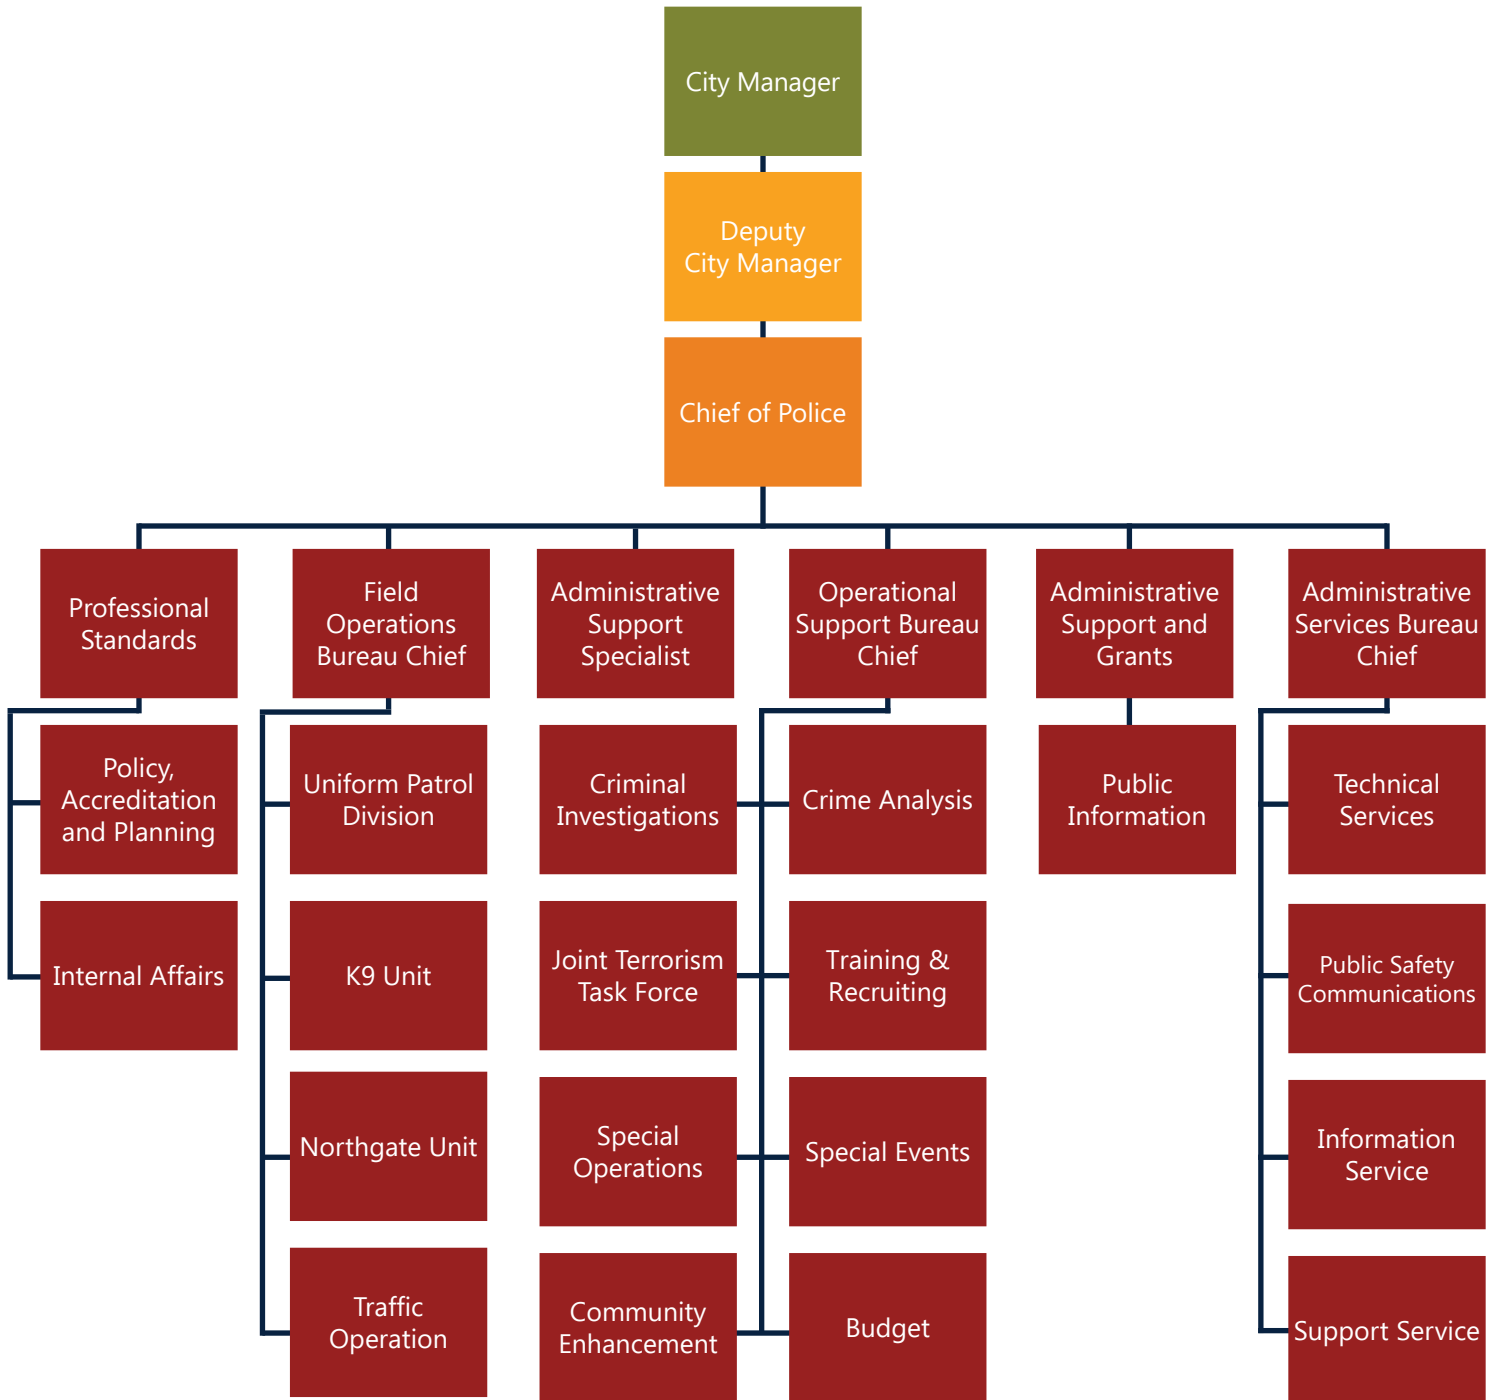 City Manager
Deputy
City Manager
Chief of Police
Professional
Standards
Field
Operations
Bureau Chief
Administrative
Support
Specialist
Operational
Support Bureau
Chief
Administrative
Support and
Grants
Administrative
Services Bureau
Chief
Policy,
Accreditation
and Planning
Uniform Patrol
Division
Criminal
Investigations
Crime Analysis
Public
Information
Technical
Services
Internal Affairs
K9 Unit
Joint Terrorism
Task Force
Training &
Recruiting
Public Safety
Communications
Northgate Unit
Special
Operations
Special Events
Information
Service
Traffic
Operation
Community
Enhancement
Budget
Support Service